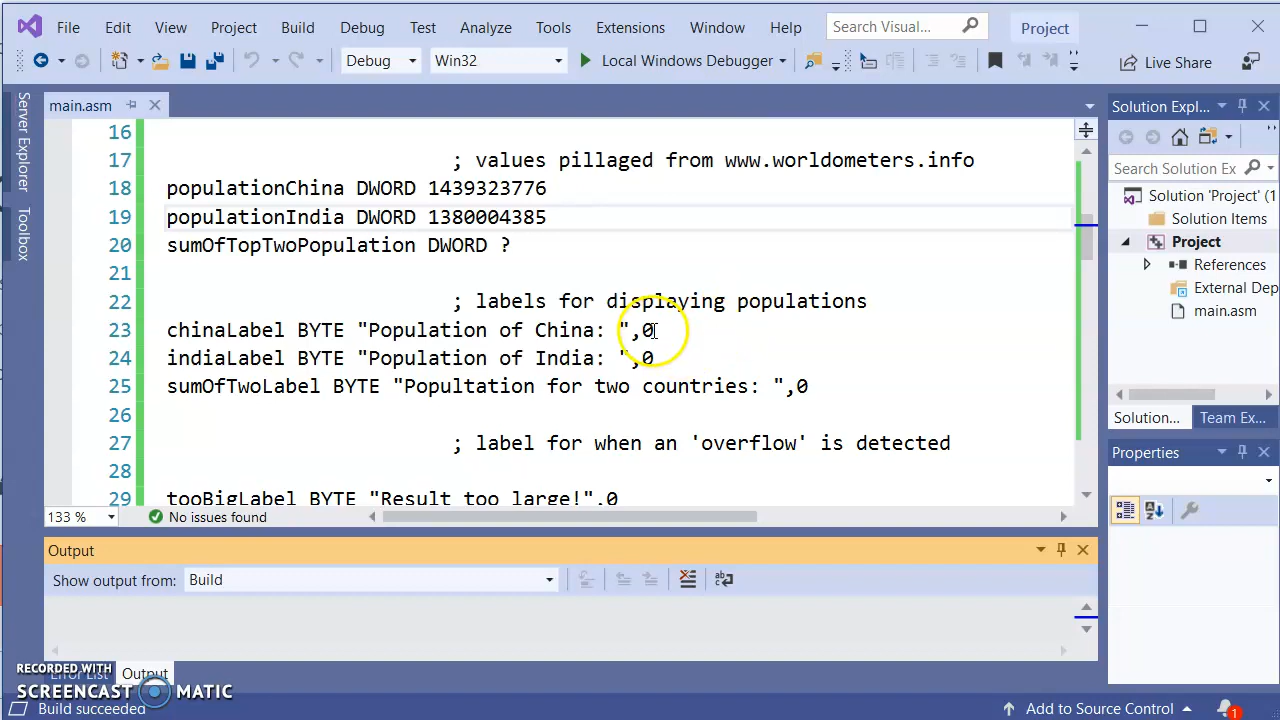 File Edit View Project Build Debug Test Analyze Tools Extensions Window Help Search Visual... Project
Debug Win32 Local Windows Debugger Live Share
Server Explorer
Toolbox
main.asm
16
17 ; values pillaged from www.worldometers.info
18 populationChina DWORD 1439323776
19 populationIndia DWORD 1380004385
20 sumOfTopTwoPopulation DWORD ?
21
22 ; labels for displaying populations
23 chinaLabel BYTE "Population of China: ",0
24 indiaLabel BYTE "Population of India: ",0
25 sumOfTwoLabel BYTE "Popultation for two countries: ",0
26
27 ; label for when an 'overflow' is detected
28
29 tooBigLabel BYTE "Result too large!",0
133 % No issues found
Output
Show output from: Build
Error List Output
Build succeeded
Add to Source Control 1
Solution Expl...
Search Solution Ex
Solution 'Project' (1
Solution Items
Project
References
External Dep
main.asm
Solution... Team Ex...
Properties
RECORDED WITH
SCREENCAST MATIC